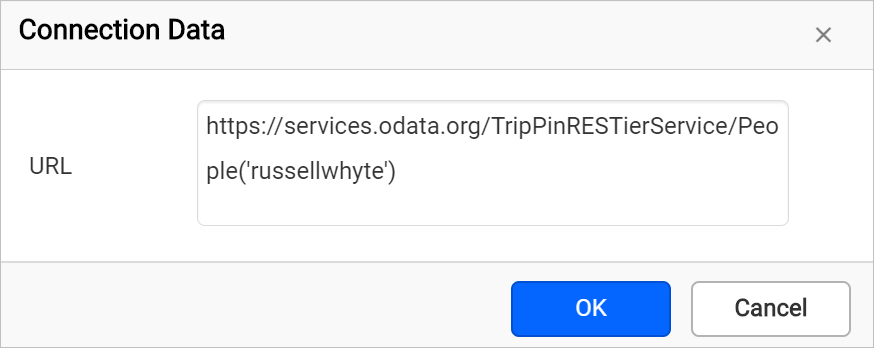 Connection Data
URL
https://services.odata.org/TripPinRESTierService/Peo
ple('russellwhyte')
OK
Cancel